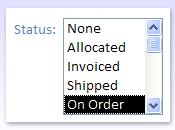 Status: None
Allocated
Invoiced
Shipped
On Order